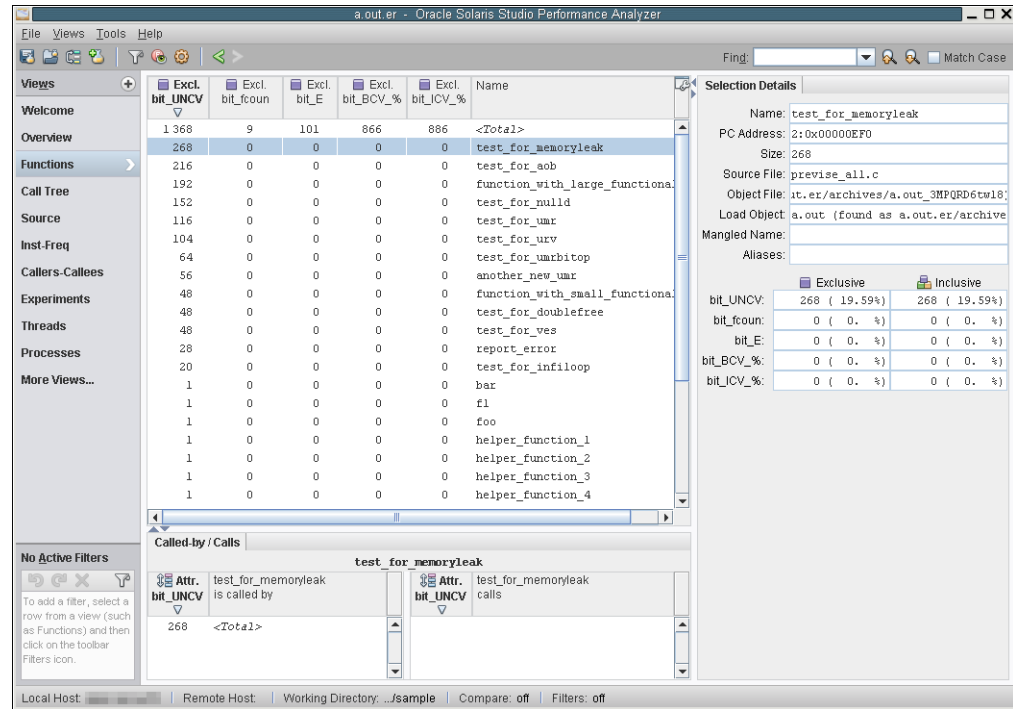 a.out.er - Oracle Solaris Studio Performance Analyzer
File Views Tools Help
Find: Match Case
Views
Welcome
Overview
Functions
Call Tree
Source
Inst-Freq
Callers-Callees
Experiments
Threads
Processes
More Views...
Excl. bit_UNCV Excl. bit_fcoun Excl. bit_E Excl. bit_BCV_% Excl. bit_ICV_% Name
1 368 9 101 866 886 <Total>
268 0 0 0 0 test_for_memoryleak
216 0 0 0 0 test_for_aob
192 0 0 0 0 function_with_large_functional
152 0 0 0 0 test_for_nulld
116 0 0 0 0 test_for_umr
104 0 0 0 0 test_for_urv
64 0 0 0 0 test_for_umrbitop
56 0 0 0 0 another_new_umr
48 0 0 0 0 function_with_small_functional
48 0 0 0 0 test_for_doublefree
48 0 0 0 0 test_for_ves
28 0 0 0 0 report_error
20 0 0 0 0 test_for_infiloop
1 0 0 0 0 bar
1 0 0 0 0 f1
1 0 0 0 0 foo
1 0 0 0 0 helper_function_1
1 0 0 0 0 helper_function_2
1 0 0 0 0 helper_function_3
1 0 0 0 0 helper_function_4
Selection Details
Name: test_for_memoryleak
PC Address: 2:0x00000EF0
Size: 268
Source File: previse_all.c
Object File: ut.er/archives/a.out_3MPQRD6twl8
Load Object: a.out (found as a.out.er/archive
Mangled Name:
Aliases:
Exclusive Inclusive
bit_UNCV: 268 ( 19.59%) 268 ( 19.59%)
bit_fcoun: 0 ( 0. %) 0 ( 0. %)
bit_E: 0 ( 0. %) 0 ( 0. %)
bit_BCV_%: 0 ( 0. %) 0 ( 0. %)
bit_ICV_%: 0 ( 0. %) 0 ( 0. %)
No Active Filters
To add a filter, select a
row from a view (such
as Functions) and then
click on the toolbar
Filters icon.
Called-by / Calls
test_for_memoryleak
Attr. bit_UNCV test_for_memoryleak is called by
268 <Total>
Attr. bit_UNCV test_for_memoryleak calls
Local Host: Remote Host: Working Directory: .../sample Compare: off Filters: off